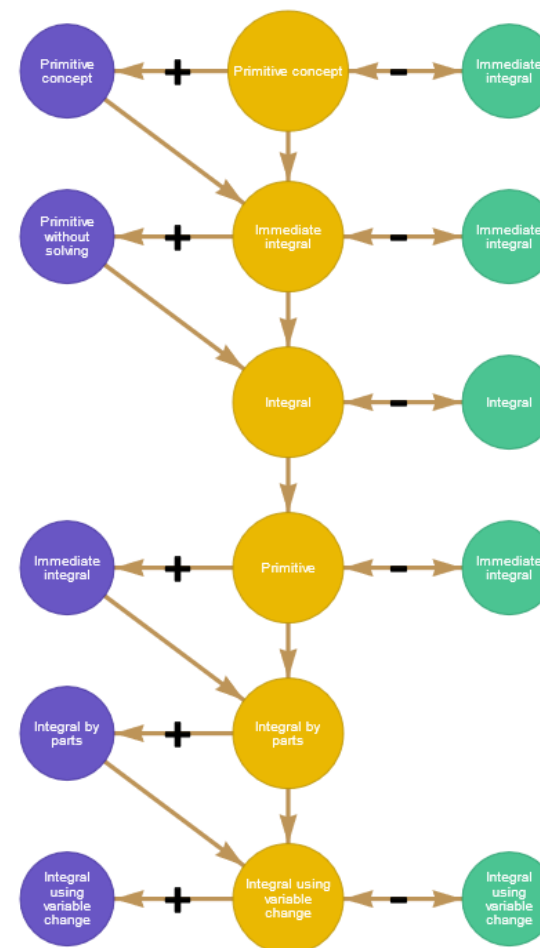 Primitive
concept
+
Primitive concept
-
Immediate
integral
Primitive
without
solving
+
Immediate
integral
-
Immediate
integral
Integral
-
Integral
Immediate
integral
+
Primitive
-
Immediate
integral
Integral by
parts
+
Integral by
parts
Integral
using
variable
change
+
Integral using
variable
change
-
Integral
using
variable
change